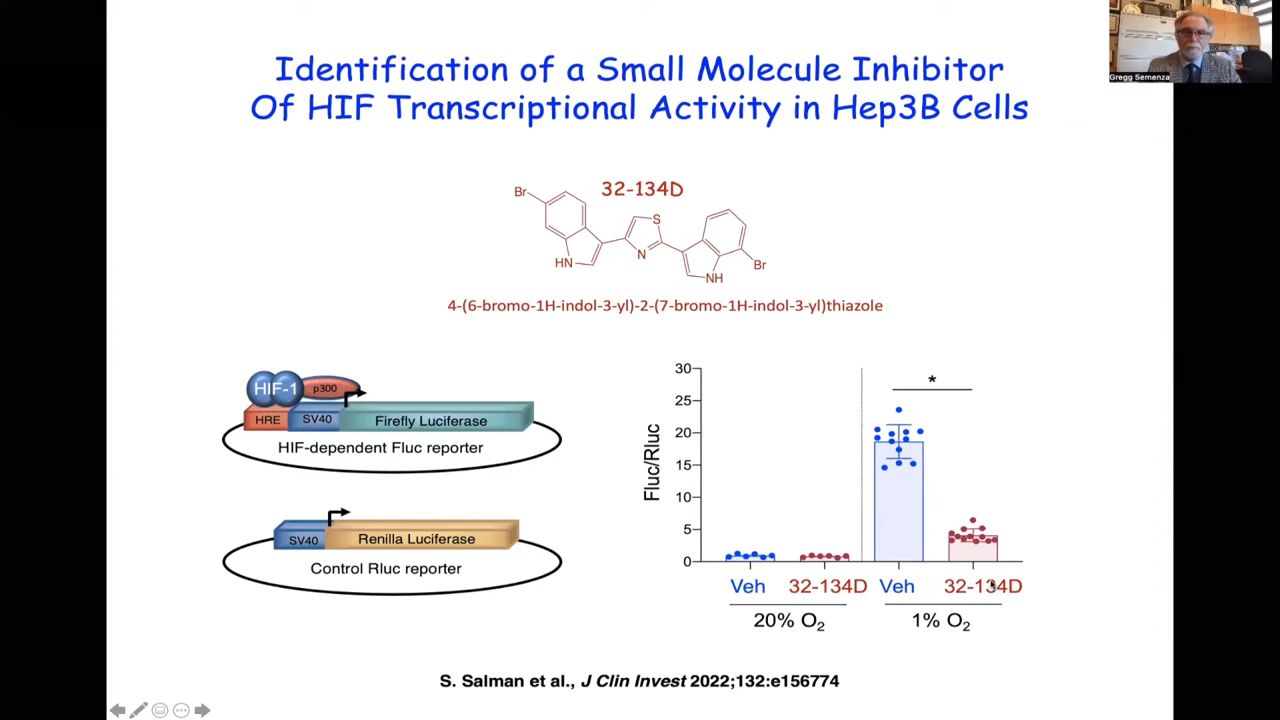 Gregg Semenza
Identification of a Small Molecule Inhibitor
Of HIF Transcriptional Activity in Hep3B Cells
32-134D
Br
S
N
HN
NH
Br
4-(6-bromo-1H-indol-3-yl)-2-(7-bromo-1H-indol-3-yl)thiazole
HIF-1 p300
HRE SV40 Firefly Luciferase
HIF-dependent Fluc reporter
SV40 Renilla Luciferase
Control Rluc reporter
Fluc/Rluc
30
25
20
15
10
5
0
*
Veh 32-134D Veh 32-134D
20% O2 1% O2
S. Salman et al., J Clin Invest 2022;132:e156774